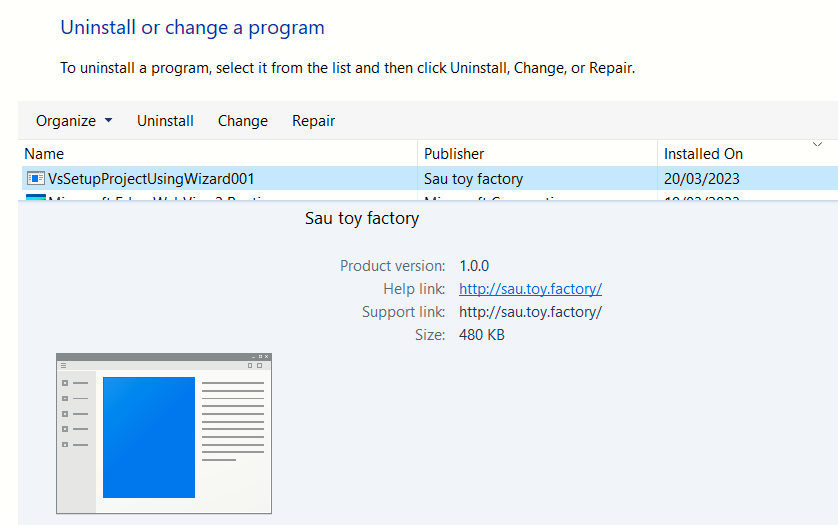 Uninstall or change a program
To uninstall a program, select it from the list and then click Uninstall, Change, or Repair.
Organize Uninstall Change Repair
Name Publisher Installed On
VsSetupProjectUsingWizard001 Sau toy factory 20/03/2023
Sau toy factory
Product version: 1.0.0
Help link: http://sau.toy.factory/
Support link: http://sau.toy.factory/
Size: 480 KB